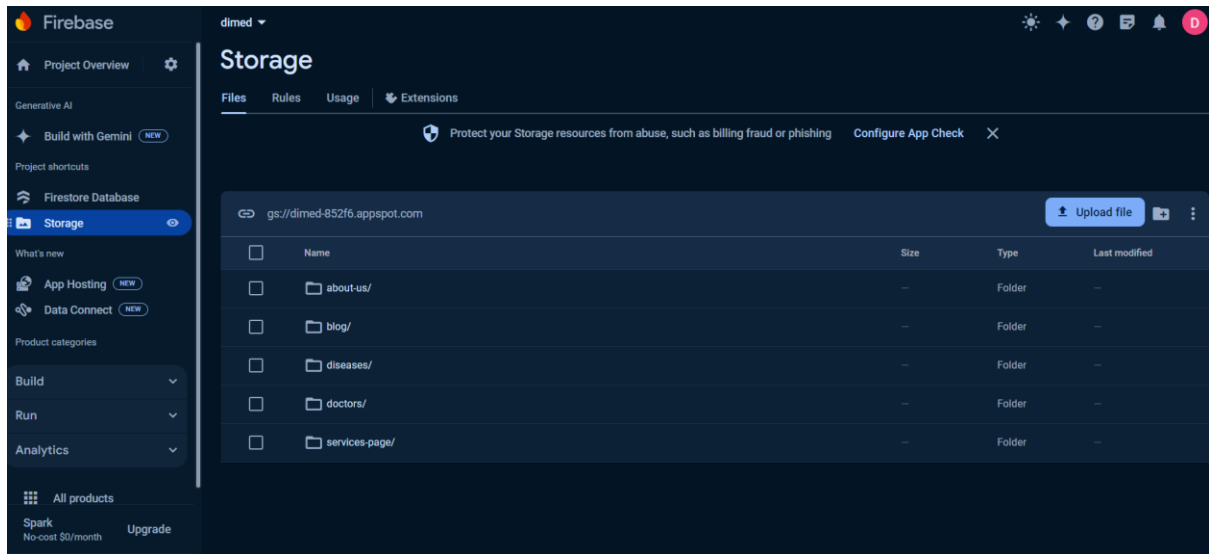 Firebase
Project Overview
Generative AI
Build with Gemini NEW
Project shortcuts
Firestore Database
Storage
What's new
App Hosting NEW
Data Connect NEW
Product categories
Build
Run
Analytics
All products
Spark
No-cost $0/month
Upgrade
dimed
D
Storage
Files Rules Usage Extensions
Protect your Storage resources from abuse, such as billing fraud or phishing Configure App Check
gs://dimed-852f6.appspot.com Upload file
Name Size Type Last modified
about-us/ — Folder —
blog/ — Folder —
diseases/ — Folder —
doctors/ — Folder —
services-page/ — Folder —